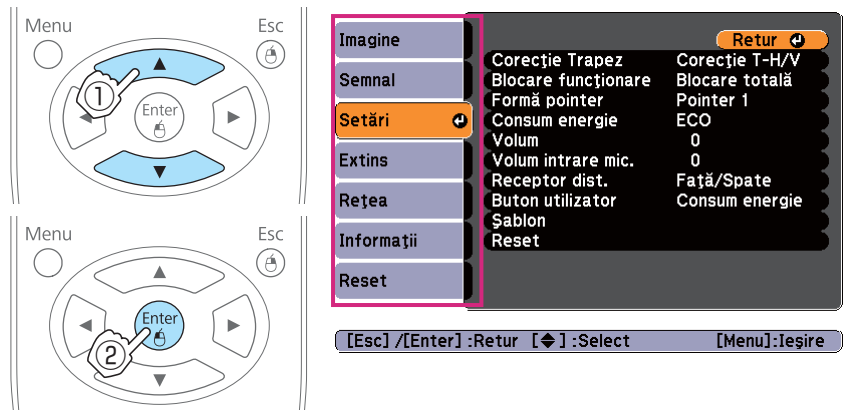 Menu Esc
1
Enter
Menu Esc
Enter
2
Imagine
Semnal
Setări
Extins
Reţea
Informaţii
Reset
Retur
Corecţie Trapez Corecţie T-H/V
Blocare funcţionare Blocare totală
Formă pointer Pointer 1
Consum energie ECO
Volum 0
Volum intrare mic. 0
Receptor dist. Faţă/Spate
Buton utilizator Consum energie
Şablon
Reset
[Esc] /[Enter] :Retur [◆] :Select [Menu]:Ieşire